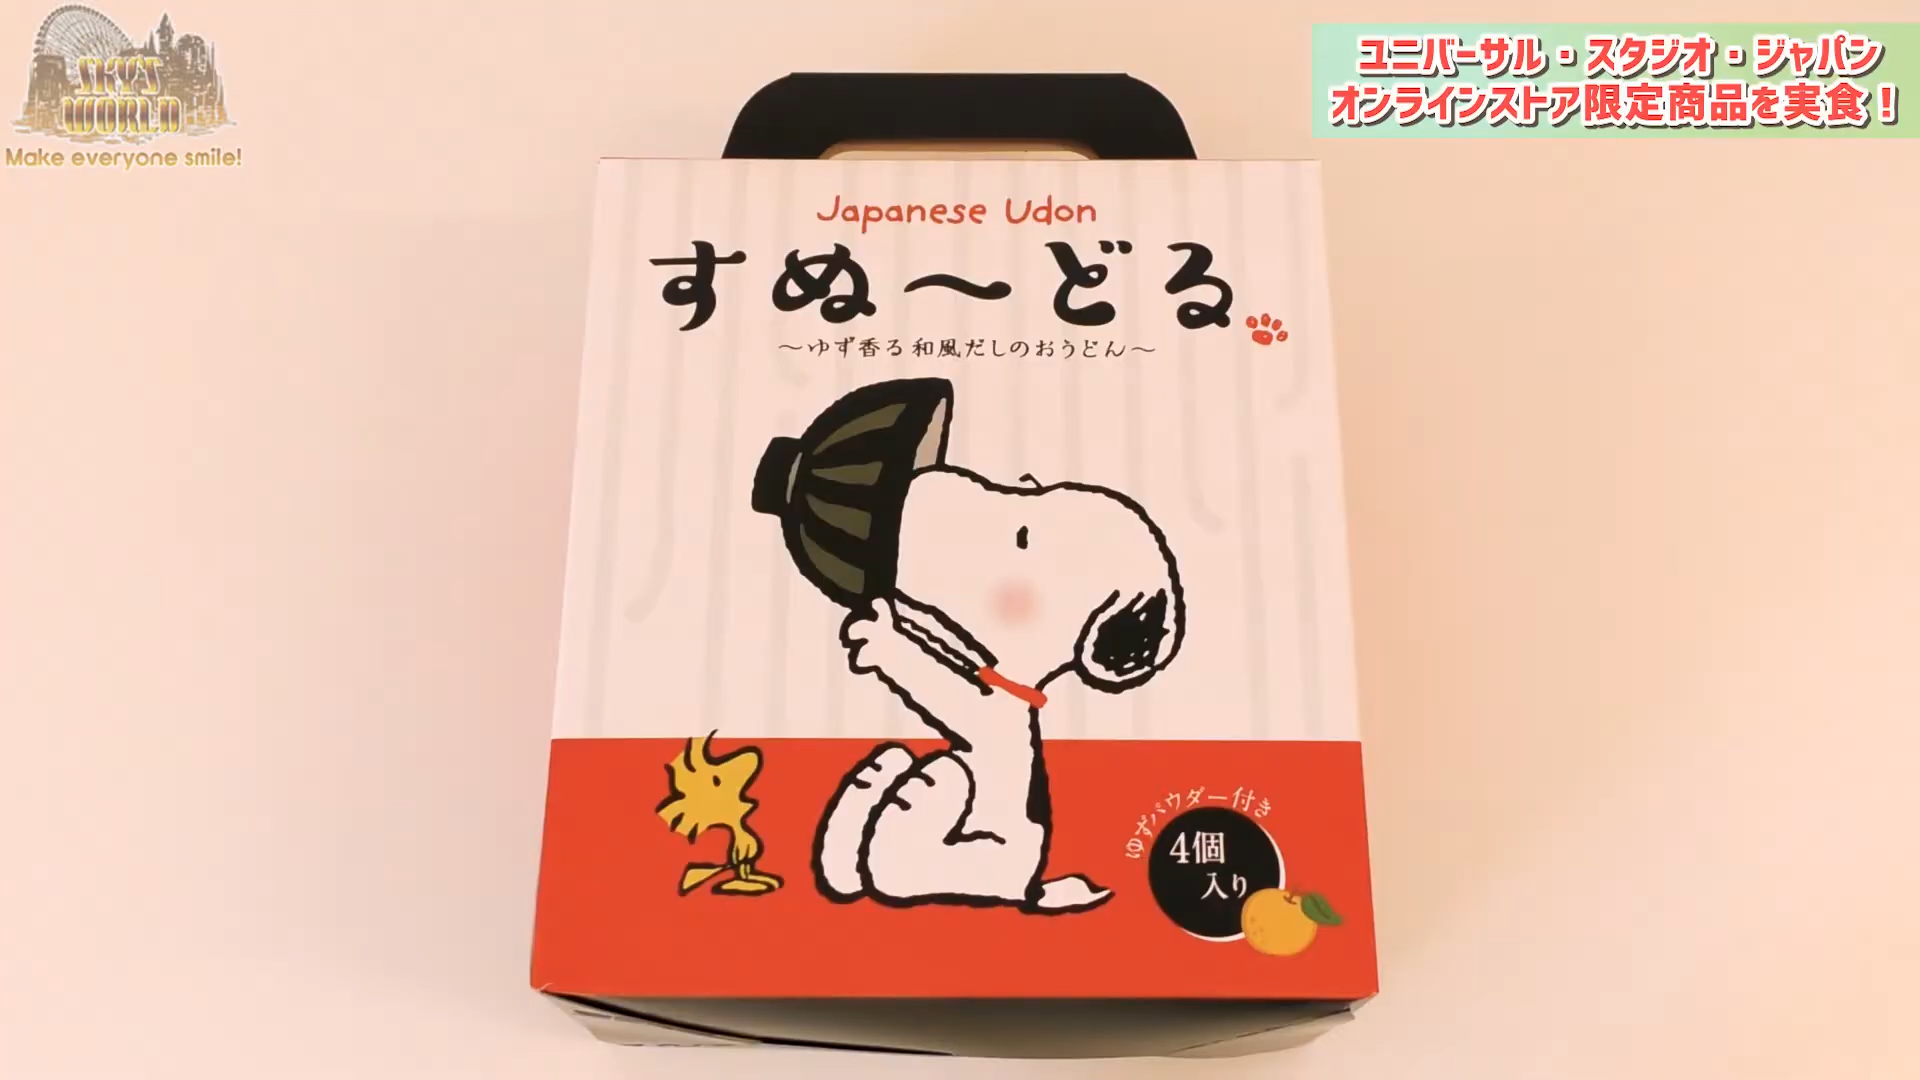 SKY'S
WORLD
Make everyone smile!
ユニバーサル・スタジオ・ジャパン
オンラインストア限定商品を実食！
Japanese Udon
すぬ〜どる
〜ゆず香る和風だしのおうどん〜
ゆずパウダー付き
4個
入り